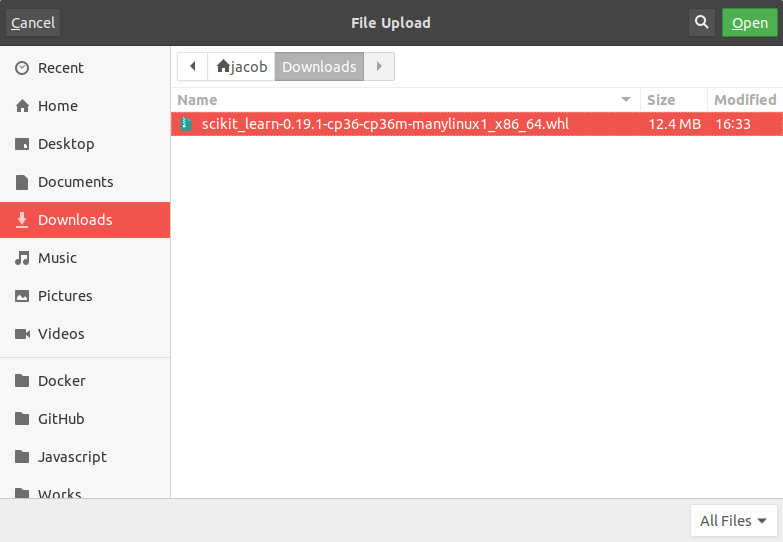 Cancel
File Upload
Open
Recent
Home
Desktop
Documents
Downloads
Music
Pictures
Videos
Docker
GitHub
Javascript
Works
jacob
Downloads
Name
Size
Modified
scikit_learn-0.19.1-cp36-cp36m-manylinux1_x86_64.whl
12.4 MB
16:33
All Files